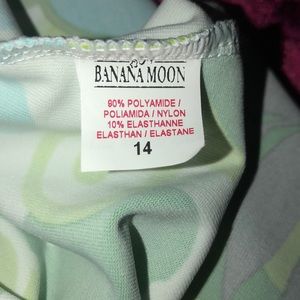 BANANA MOON
90% POLYAMIDE /
POLIAMIDA / NYLON
10% ELASTHANNE
ELASTHAN / ELASTANE
14